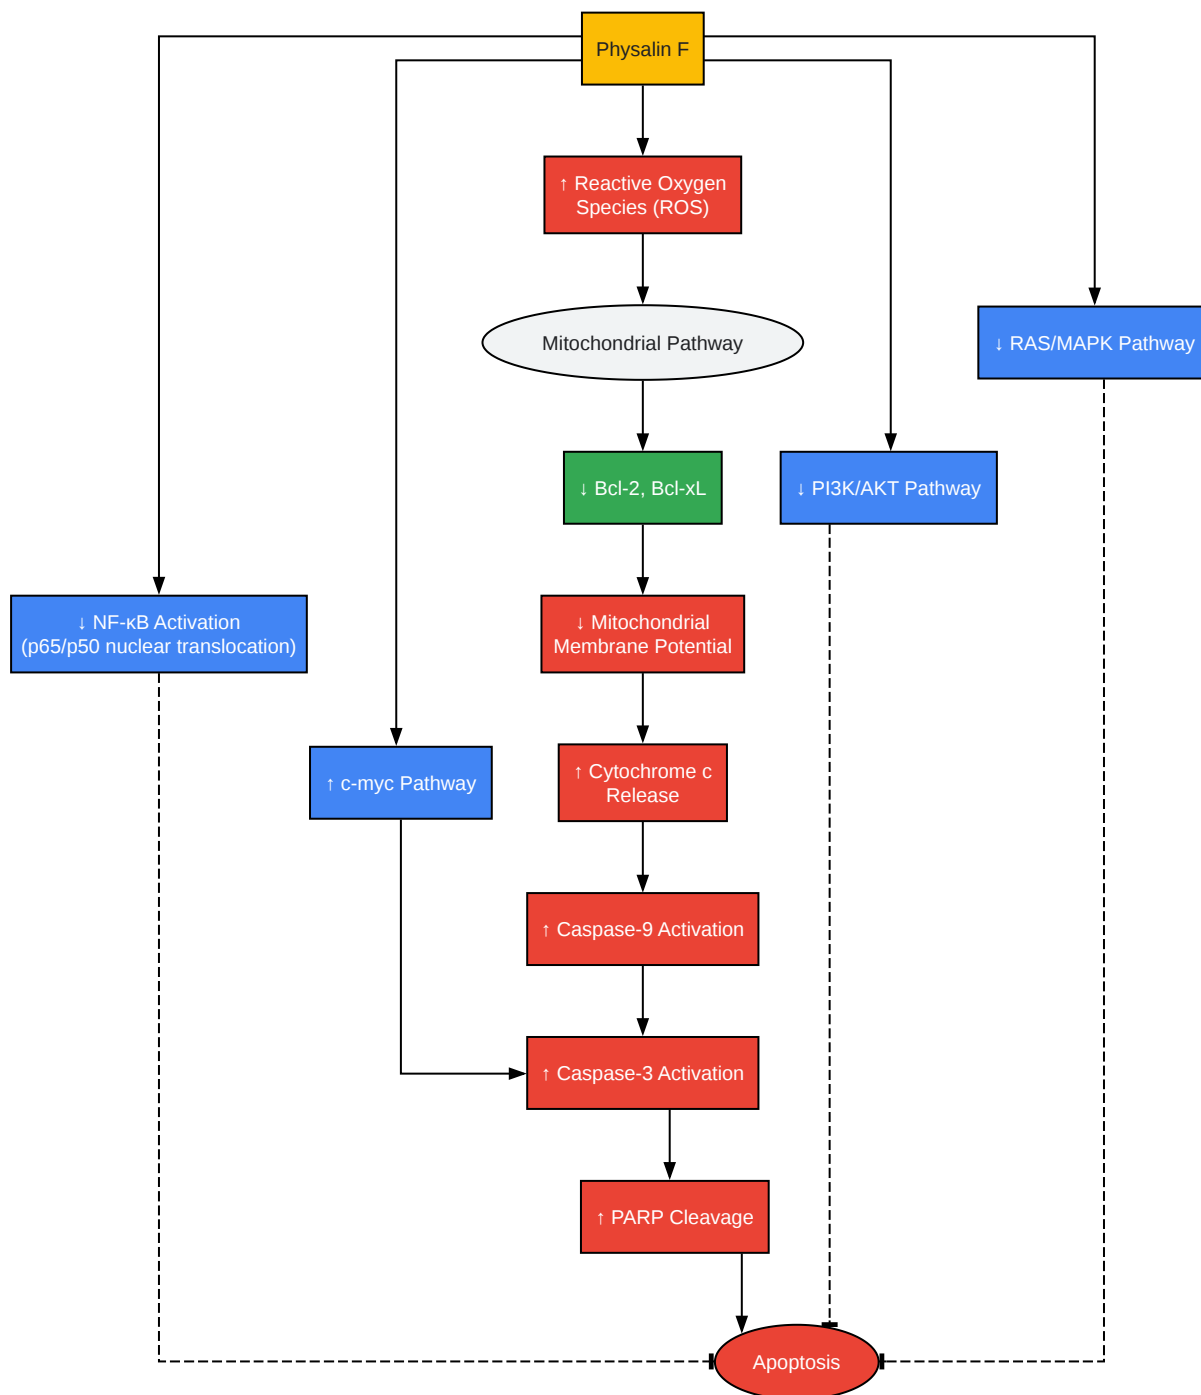 Physalin F
↑ Reactive Oxygen
Species (ROS)
Mitochondrial Pathway
↓ RAS/MAPK Pathway
↓ Bcl-2, Bcl-xL
↓ PI3K/AKT Pathway
↓ NF-κB Activation
(p65/p50 nuclear translocation)
↓ Mitochondrial
Membrane Potential
↑ c-myc Pathway
↑ Cytochrome c
Release
↑ Caspase-9 Activation
↑ Caspase-3 Activation
↑ PARP Cleavage
Apoptosis